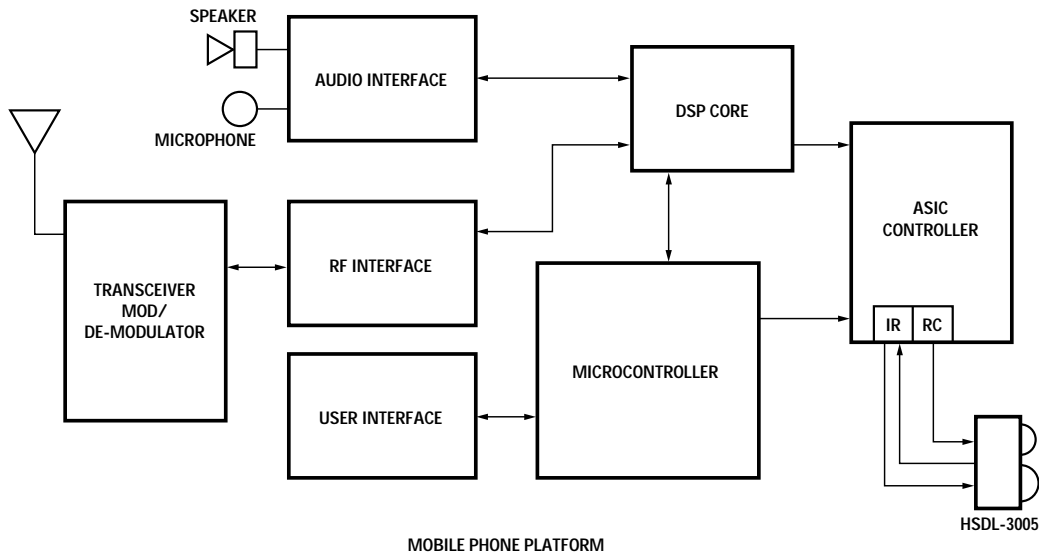 SPEAKER
AUDIO INTERFACE
MICROPHONE
DSP CORE
ASIC
CONTROLLER
RF INTERFACE
TRANSCEIVER
MOD/
DE-MODULATOR
IR RC
MICROCONTROLLER
USER INTERFACE
HSDL-3005
MOBILE PHONE PLATFORM